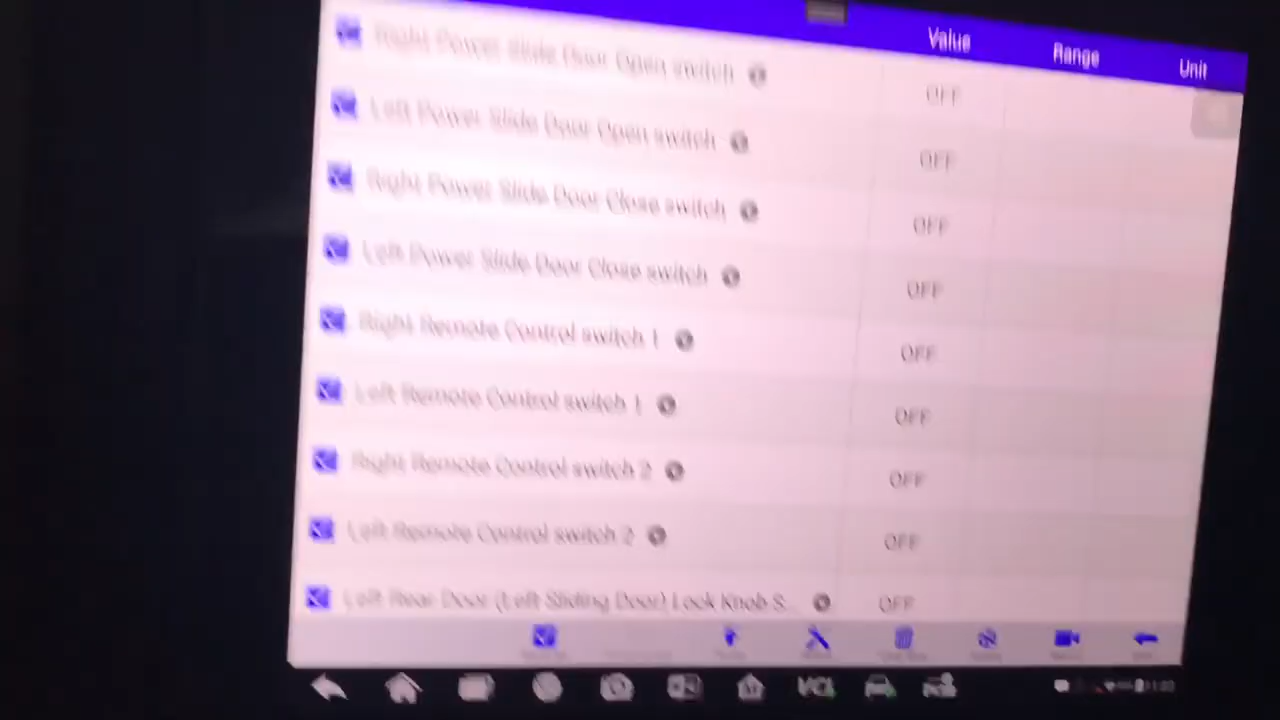 Value Range Unit
Right Power Slide Door Open switch OFF
Left Power Slide Door Open switch OFF
Right Power Slide Door Close switch OFF
Left Power Slide Door Close switch OFF
Right Remote Control switch 1 OFF
Left Remote Control switch 1 OFF
Right Remote Control switch 2 OFF
Left Remote Control switch 2 OFF
Left Rear Door (Left Sliding Door) Lock Knob S... OFF
VCI